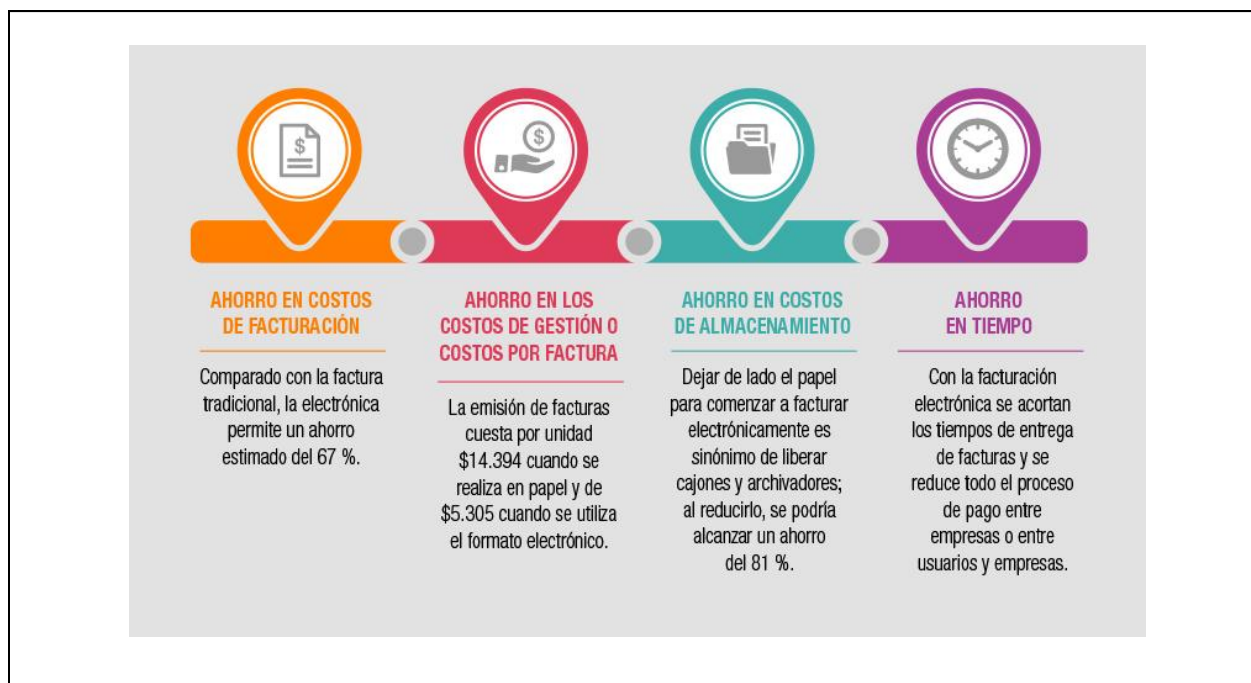 $
$
AHORRO EN COSTOS
DE FACTURACIÓN
Comparado con la factura
tradicional, la electrónica
permite un ahorro
estimado del 67 %.
AHORRO EN LOS
COSTOS DE GESTIÓN O
COSTOS POR FACTURA
La emisión de facturas
cuesta por unidad
$14.394 cuando se
realiza en papel y de
$5.305 cuando se utiliza
el formato electrónico.
AHORRO EN COSTOS
DE ALMACENAMIENTO
Dejar de lado el papel
para comenzar a facturar
electrónicamente es
sinónimo de liberar
cajones y archivadores;
al reducirlo, se podría
alcanzar un ahorro
del 81 %.
AHORRO
EN TIEMPO
Con la facturación
electrónica se acortan
los tiempos de entrega
de facturas y se
reduce todo el proceso
de pago entre
empresas o entre
usuarios y empresas.